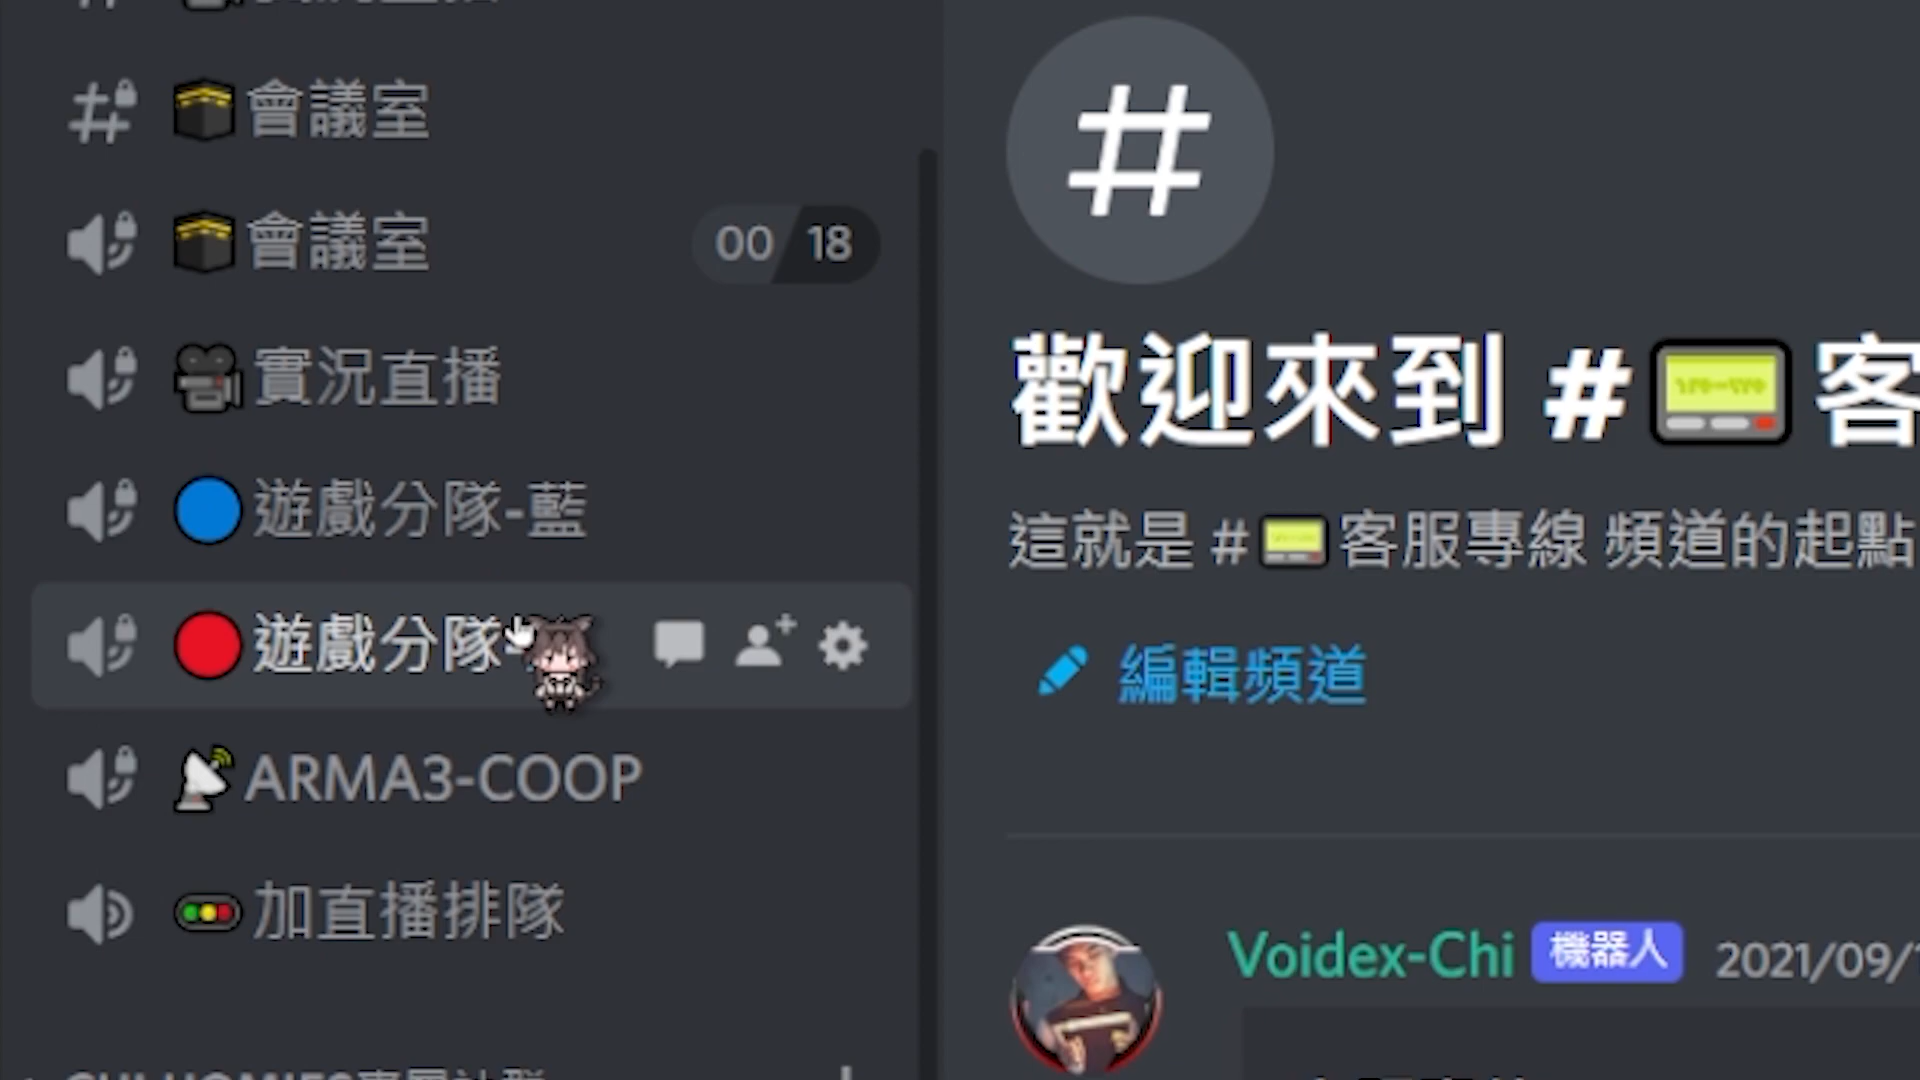 會議室
會議室
00 18
實況直播
遊戲分隊-藍
遊戲分隊-
ARMA3-COOP
加直播排隊
#
歡迎來到 # 客
這就是 # 客服專線 頻道的起點
編輯頻道
Voidex-Chi 機器人 2021/09/